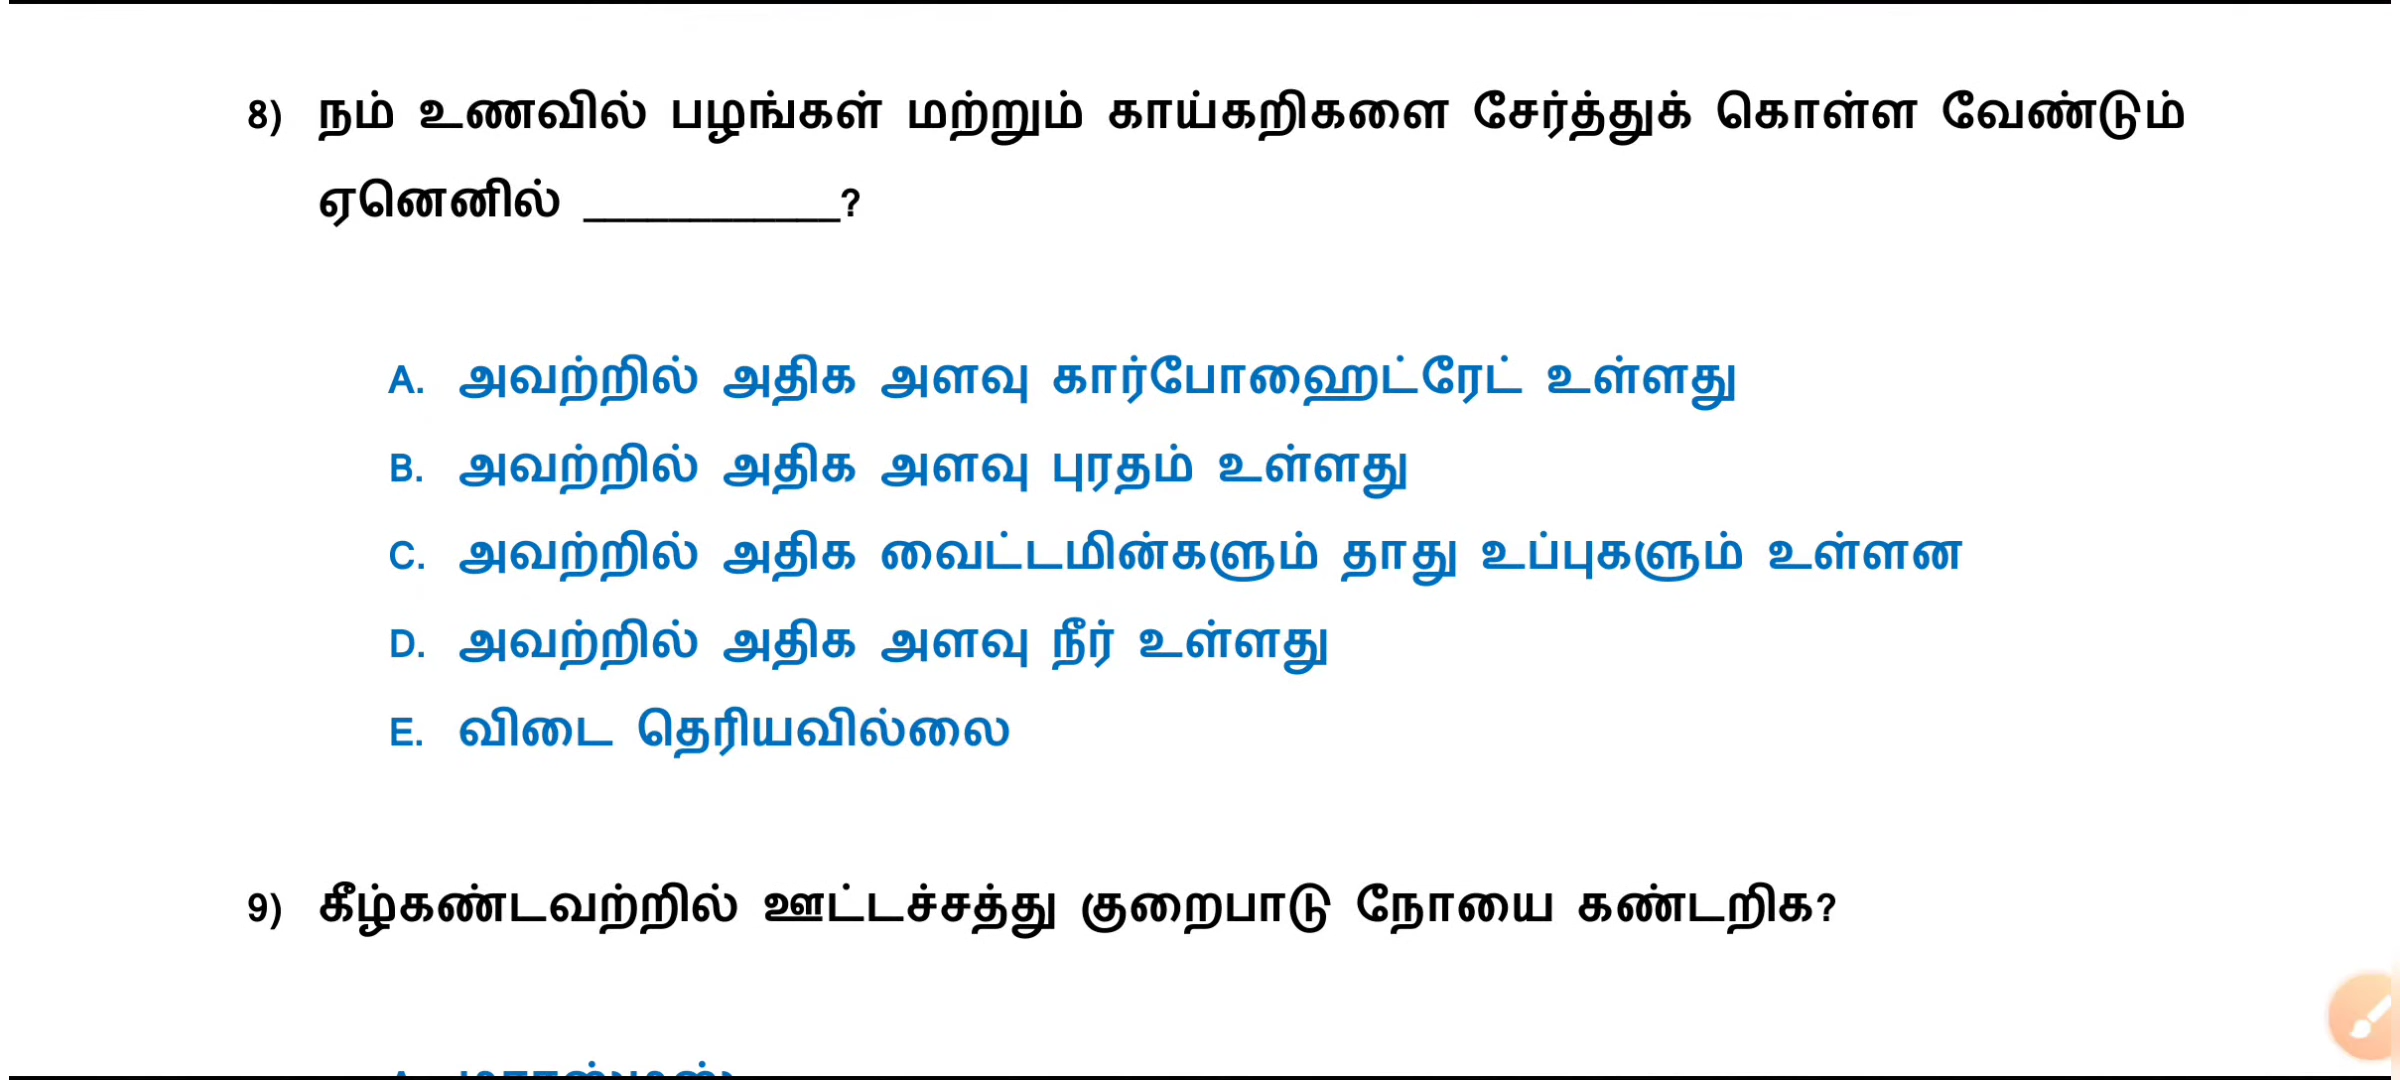 8) நம் உணவில் பழங்கள் மற்றும் காய்கறிகளை சேர்த்துக் கொள்ள வேண்டும்
ஏனெனில் ____________?
A. அவற்றில் அதிக அளவு கார்போஹைட்ரேட் உள்ளது
B. அவற்றில் அதிக அளவு புரதம் உள்ளது
C. அவற்றில் அதிக வைட்டமின்களும் தாது உப்புகளும் உள்ளன
D. அவற்றில் அதிக அளவு நீர் உள்ளது
E. விடை தெரியவில்லை
9) கீழ்கண்டவற்றில் ஊட்டச்சத்து குறைபாடு நோயை கண்டறிக?